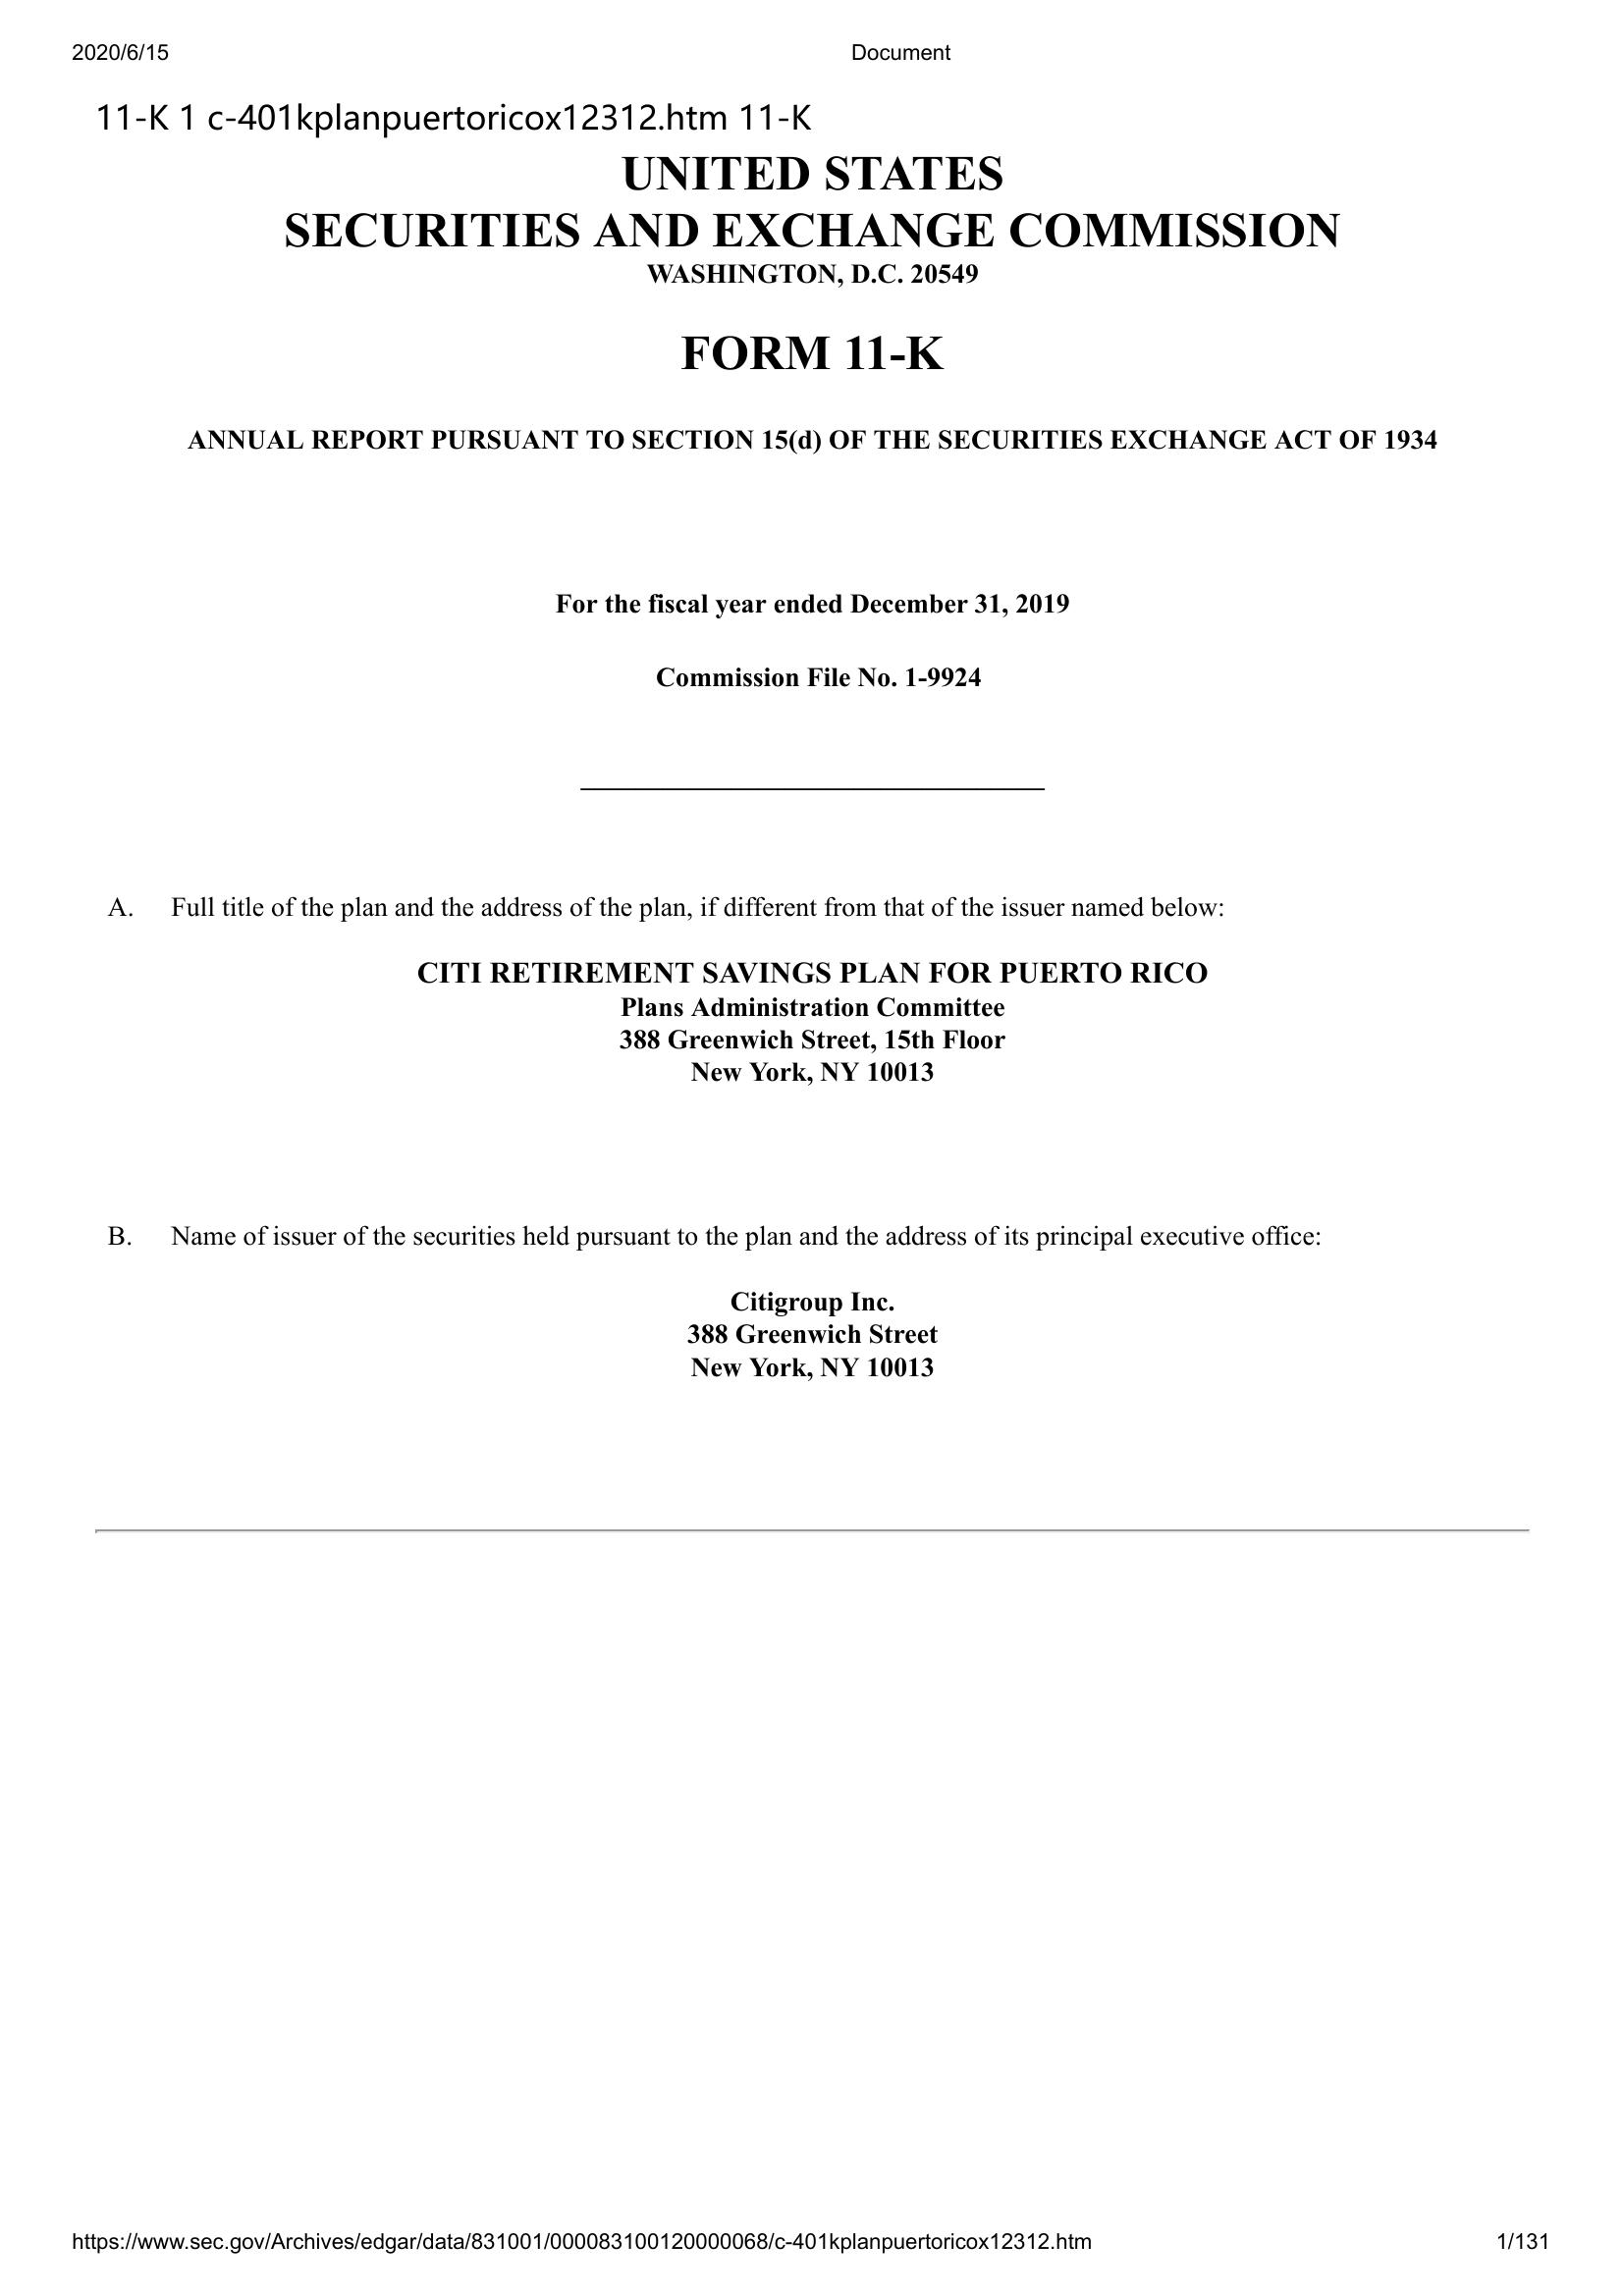 2020/6/15 Document
11-K 1 c-401kplanpuertoricox12312.htm 11-K
UNITED STATES
SECURITIES AND EXCHANGE COMMISSION
WASHINGTON, D.C. 20549
FORM 11-K
ANNUAL REPORT PURSUANT TO SECTION 15(d) OF THE SECURITIES EXCHANGE ACT OF 1934
For the fiscal year ended December 31, 2019
Commission File No. 1-9924
A. Full title of the plan and the address of the plan, if different from that of the issuer named below:
CITI RETIREMENT SAVINGS PLAN FOR PUERTO RICO
Plans Administration Committee
388 Greenwich Street, 15th Floor
New York, NY 10013
B. Name of issuer of the securities held pursuant to the plan and the address of its principal executive office:
Citigroup Inc.
388 Greenwich Street
New York, NY 10013
https://www.sec.gov/Archives/edgar/data/831001/000083100120000068/c-401kplanpuertoricox12312.htm 1/131